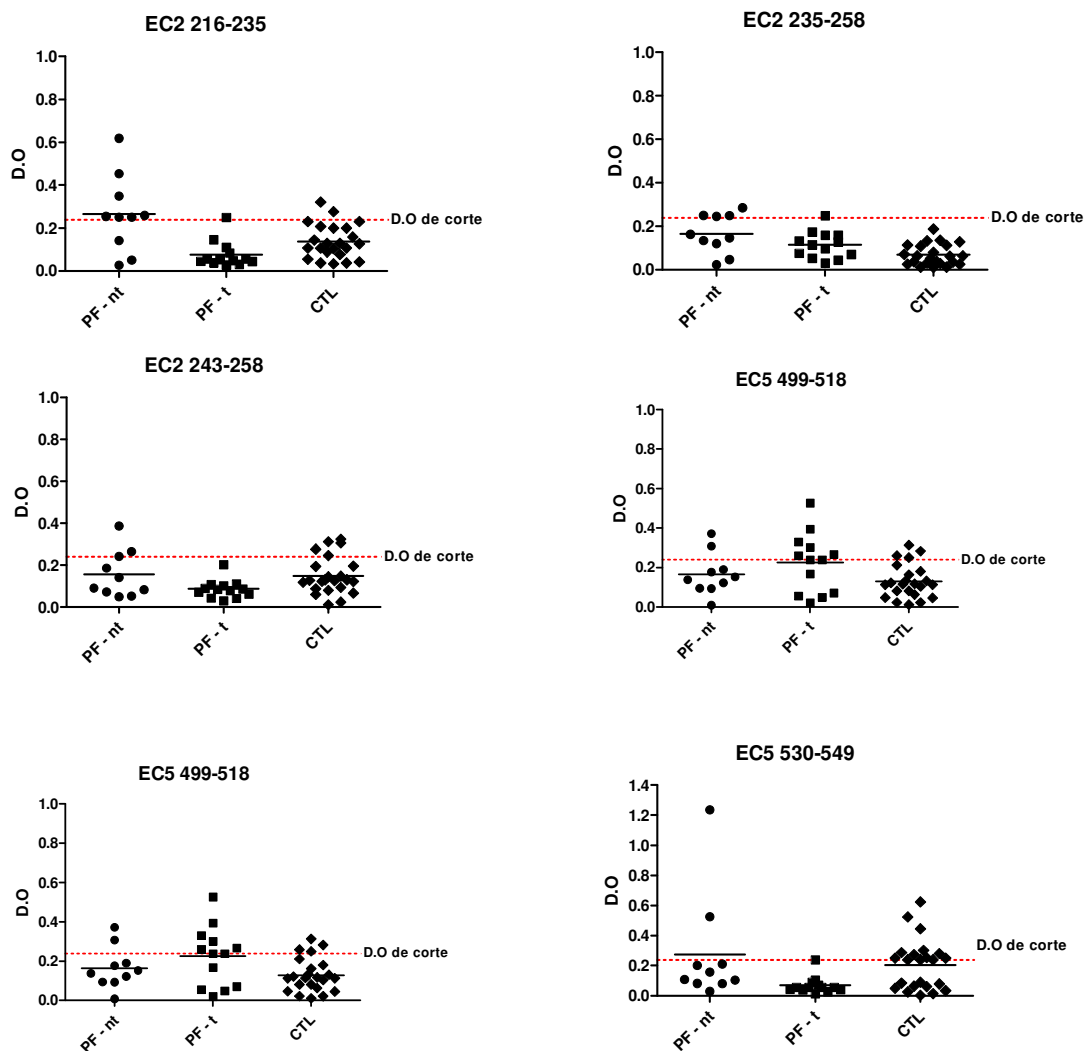 EC2 216-235
D.O
1.0
0.8
0.6
0.4
0.2
0.0
D.O de corte
PF - nt
PF - t
CTL
EC2 235-258
D.O
1.0
0.8
0.6
0.4
0.2
0.0
D.O de corte
PF - nt
PF - t
CTL
EC2 243-258
D.O
1.0
0.8
0.6
0.4
0.2
0.0
D.O de corte
PF - nt
PF - t
CTL
EC5 499-518
D.O
1.0
0.8
0.6
0.4
0.2
0.0
D.O de corte
PF - nt
PF - t
CTL
EC5 499-518
D.O
1.0
0.8
0.6
0.4
0.2
0.0
D.O de corte
PF - nt
PF - t
CTL
EC5 530-549
D.O
1.4
1.2
1.0
0.8
0.6
0.4
0.2
0.0
D.O de corte
PF - nt
PF - t
CTL